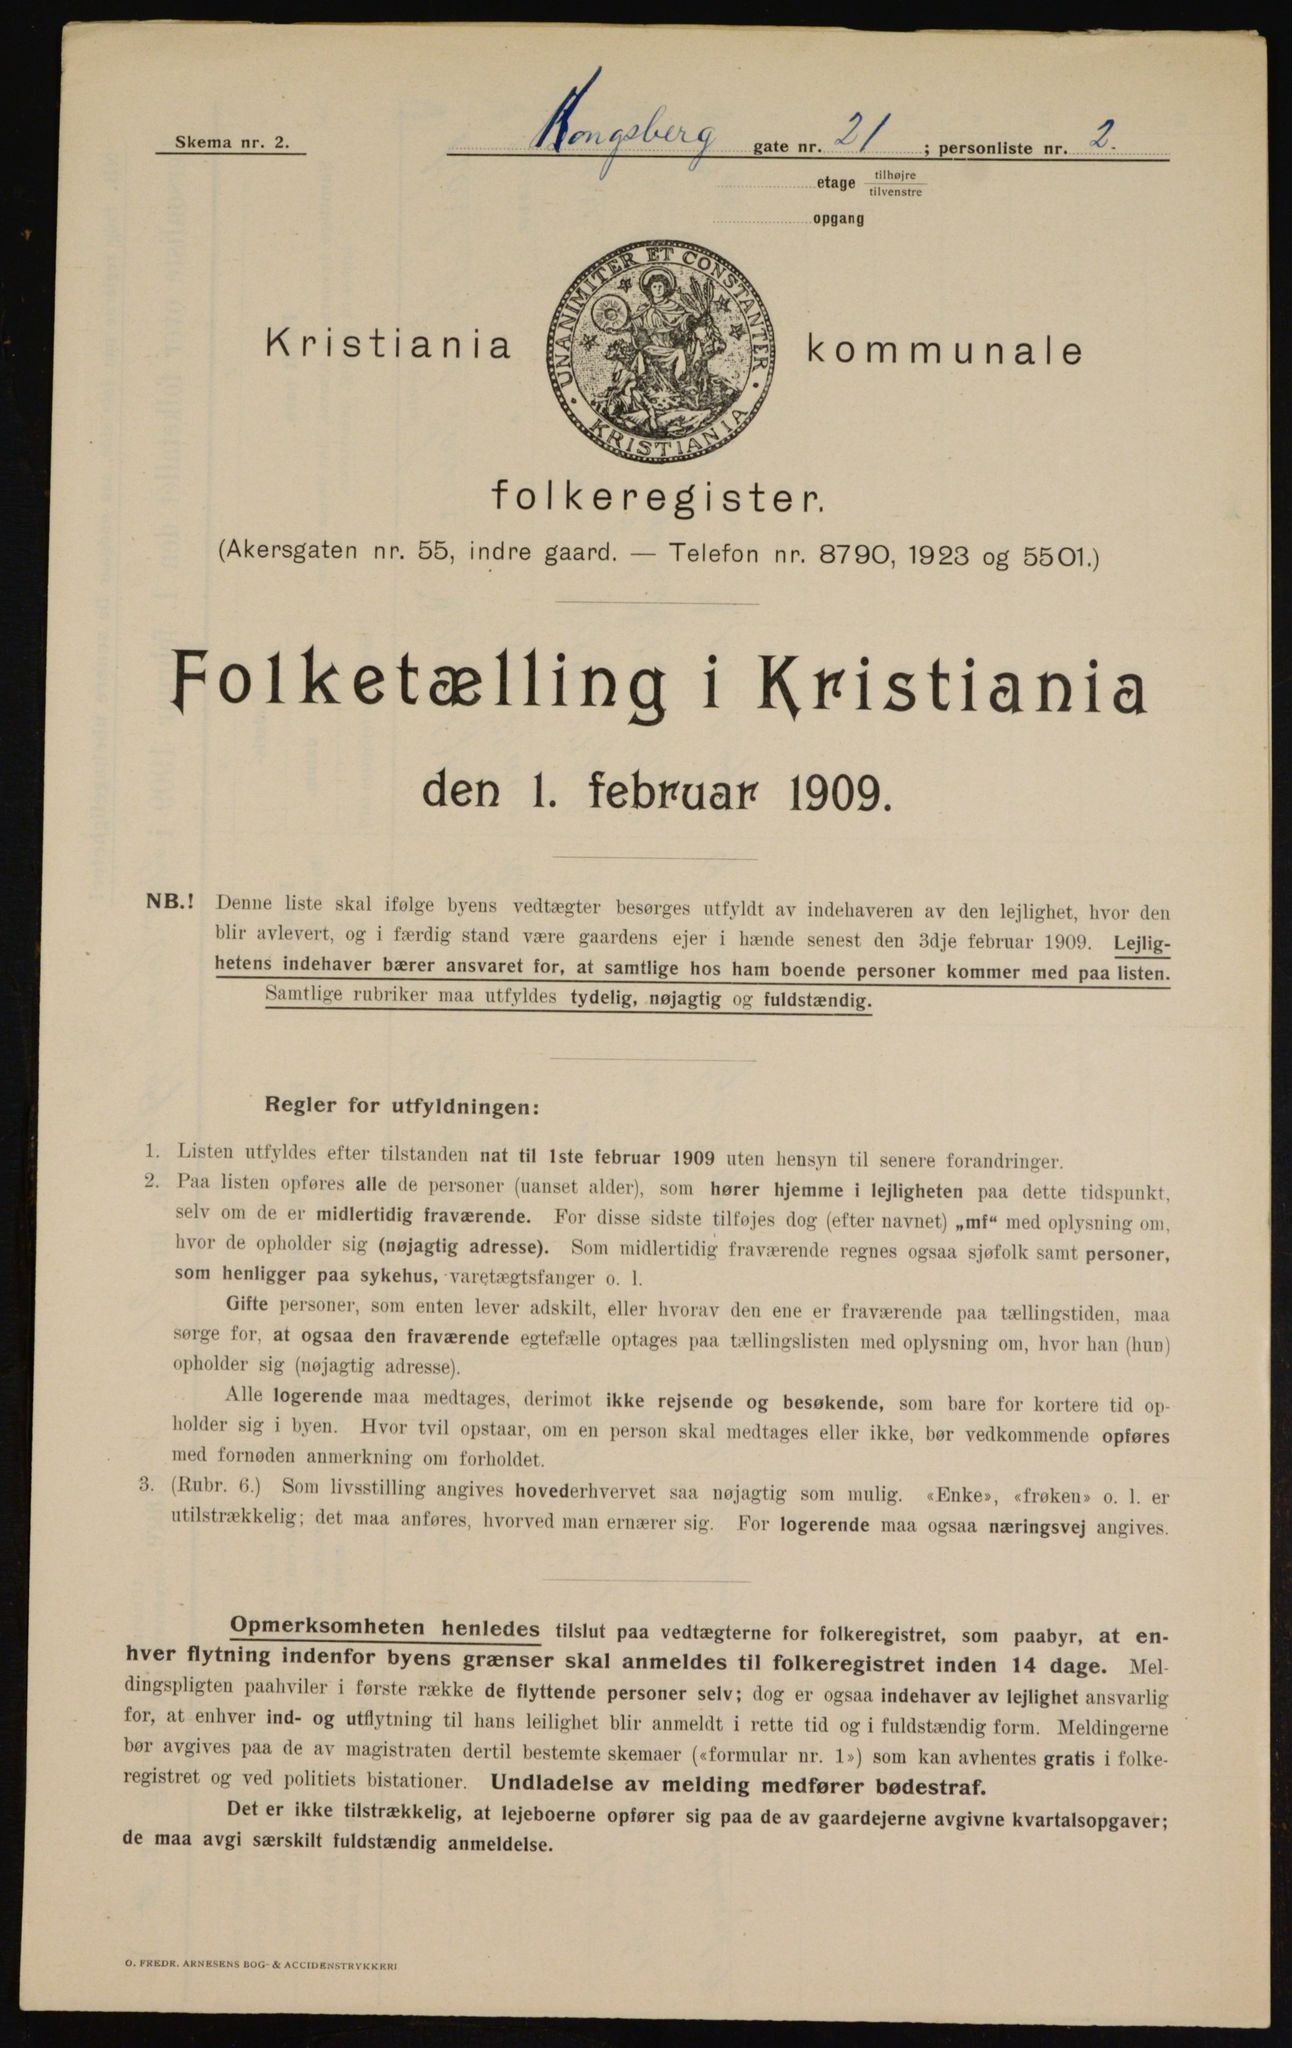 Skema nr. 2.
Kongsberg gate nr. 21 ; personliste nr. 2.
etage tilhøjre
tilvenstre
opgang
UNANIMITER ET CONSTANTER
KRISTIANIA
Kristiania kommunale
folkeregister.
(Akersgaten nr. 55, indre gaard. — Telefon nr. 8790, 1923 og 5501.)
Folketælling i Kristiania
den 1. februar 1909.
NB.! Denne liste skal ifølge byens vedtægter besørges utfyldt av indehaveren av den lejlighet, hvor den
blir avlevert, og i færdig stand være gaardens ejer i hænde senest den 3dje februar 1909. Lejlig-
hetens indehaver bærer ansvaret for, at samtlige hos ham boende personer kommer med paa listen.
Samtlige rubriker maa utfyldes tydelig, nøjagtig og fuldstændig.
Regler for utfyldningen:
1. Listen utfyldes efter tilstanden nat til 1ste februar 1909 uten hensyn til senere forandringer.
2. Paa listen opføres alle de personer (uanset alder), som hører hjemme i lejligheten paa dette tidspunkt,
selv om de er midlertidig fraværende. For disse sidste tilføjes dog (efter navnet) „mf“ med oplysning om,
hvor de opholder sig (nøjagtig adresse). Som midlertidig fraværende regnes ogsaa sjøfolk samt personer,
som henligger paa sykehus, varetægtsfanger o. l.
Gifte personer, som enten lever adskilt, eller hvorav den ene er fraværende paa tællingstiden, maa
sørge for, at ogsaa den fraværende egtefælle optages paa tællingslisten med oplysning om, hvor han (hun)
opholder sig (nøjagtig adresse).
Alle logerende maa medtages, derimot ikke rejsende og besøkende, som bare for kortere tid op-
holder sig i byen. Hvor tvil opstaar, om en person skal medtages eller ikke, bør vedkommende opføres
med fornøden anmerkning om forholdet.
3. (Rubr. 6.) Som livsstilling angives hovederhvervet saa nøjagtig som mulig. «Enke», «frøken» o. l. er
utilstrækkelig; det maa anføres, hvorved man ernærer sig. For logerende maa ogsaa næringsvej angives.
Opmerksomheten henledes tilslut paa vedtægterne for folkeregistret, som paabyr, at en-
hver flytning indenfor byens grænser skal anmeldes til folkeregistret inden 14 dage. Mel-
dingspligten paahviler i første række de flyttende personer selv; dog er ogsaa indehaver av lejlighet ansvarlig
for, at enhver ind- og utflytning til hans leilighet blir anmeldt i rette tid og i fuldstændig form. Meldingerne
bør avgives paa de av magistraten dertil bestemte skemaer («formular nr. 1») som kan avhentes gratis i folke-
registret og ved politiets bistationer. Undladelse av melding medfører bødestraf.
Det er ikke tilstrækkelig, at lejeboerne opfører sig paa de av gaardejerne avgivne kvartalsopgaver;
de maa avgi særskilt fuldstændig anmeldelse.
O. FREDR. ARNESENS BOG- & ACCIDENSTRYKKERI